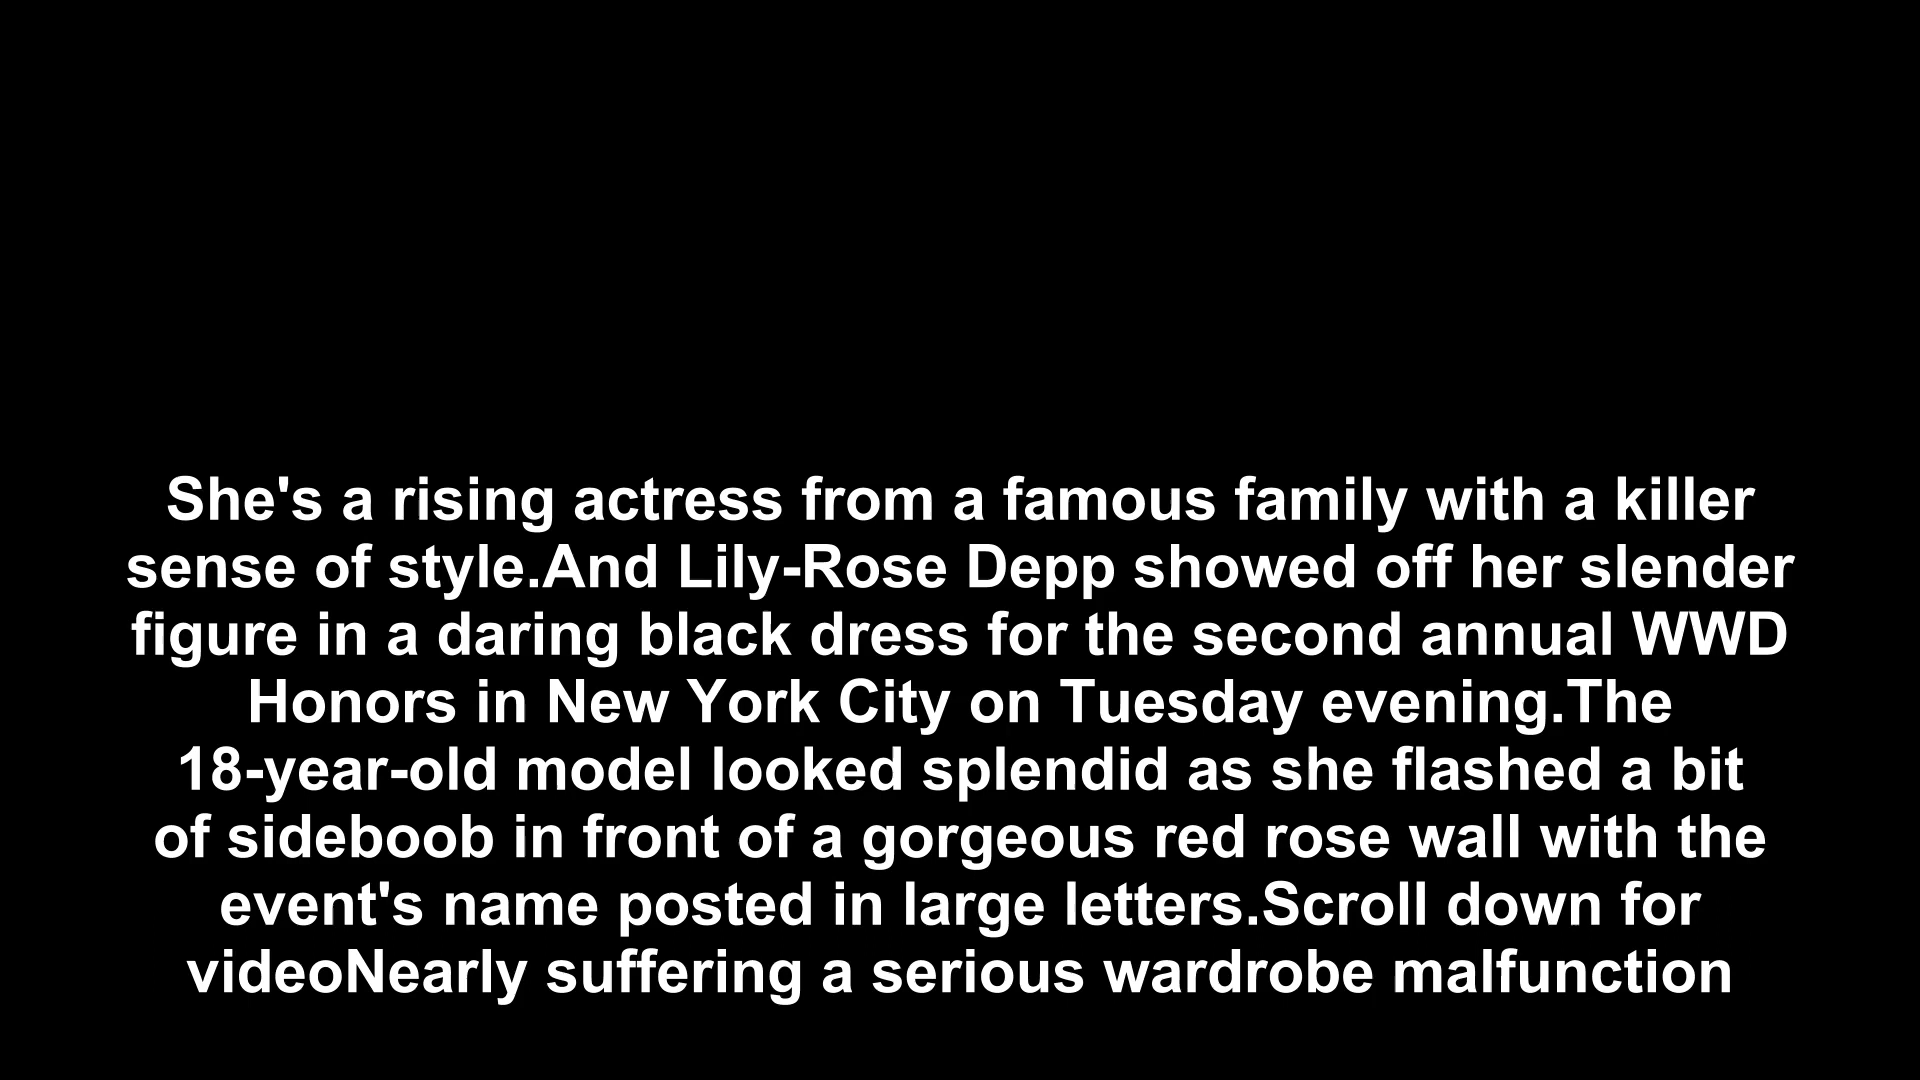 She's a rising actress from a famous family with a killer
sense of style.And Lily-Rose Depp showed off her slender
figure in a daring black dress for the second annual WWD
Honors in New York City on Tuesday evening.The
18-year-old model looked splendid as she flashed a bit
of sideboob in front of a gorgeous red rose wall with the
event's name posted in large letters.Scroll down for
videoNearly suffering a serious wardrobe malfunction